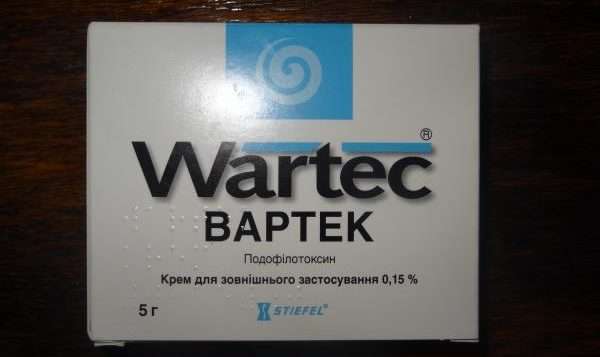 Wartec®
ВАРТЕК
Подофілотоксин
Крем для зовнішнього застосування 0,15 %
5 г
STIEFEL®